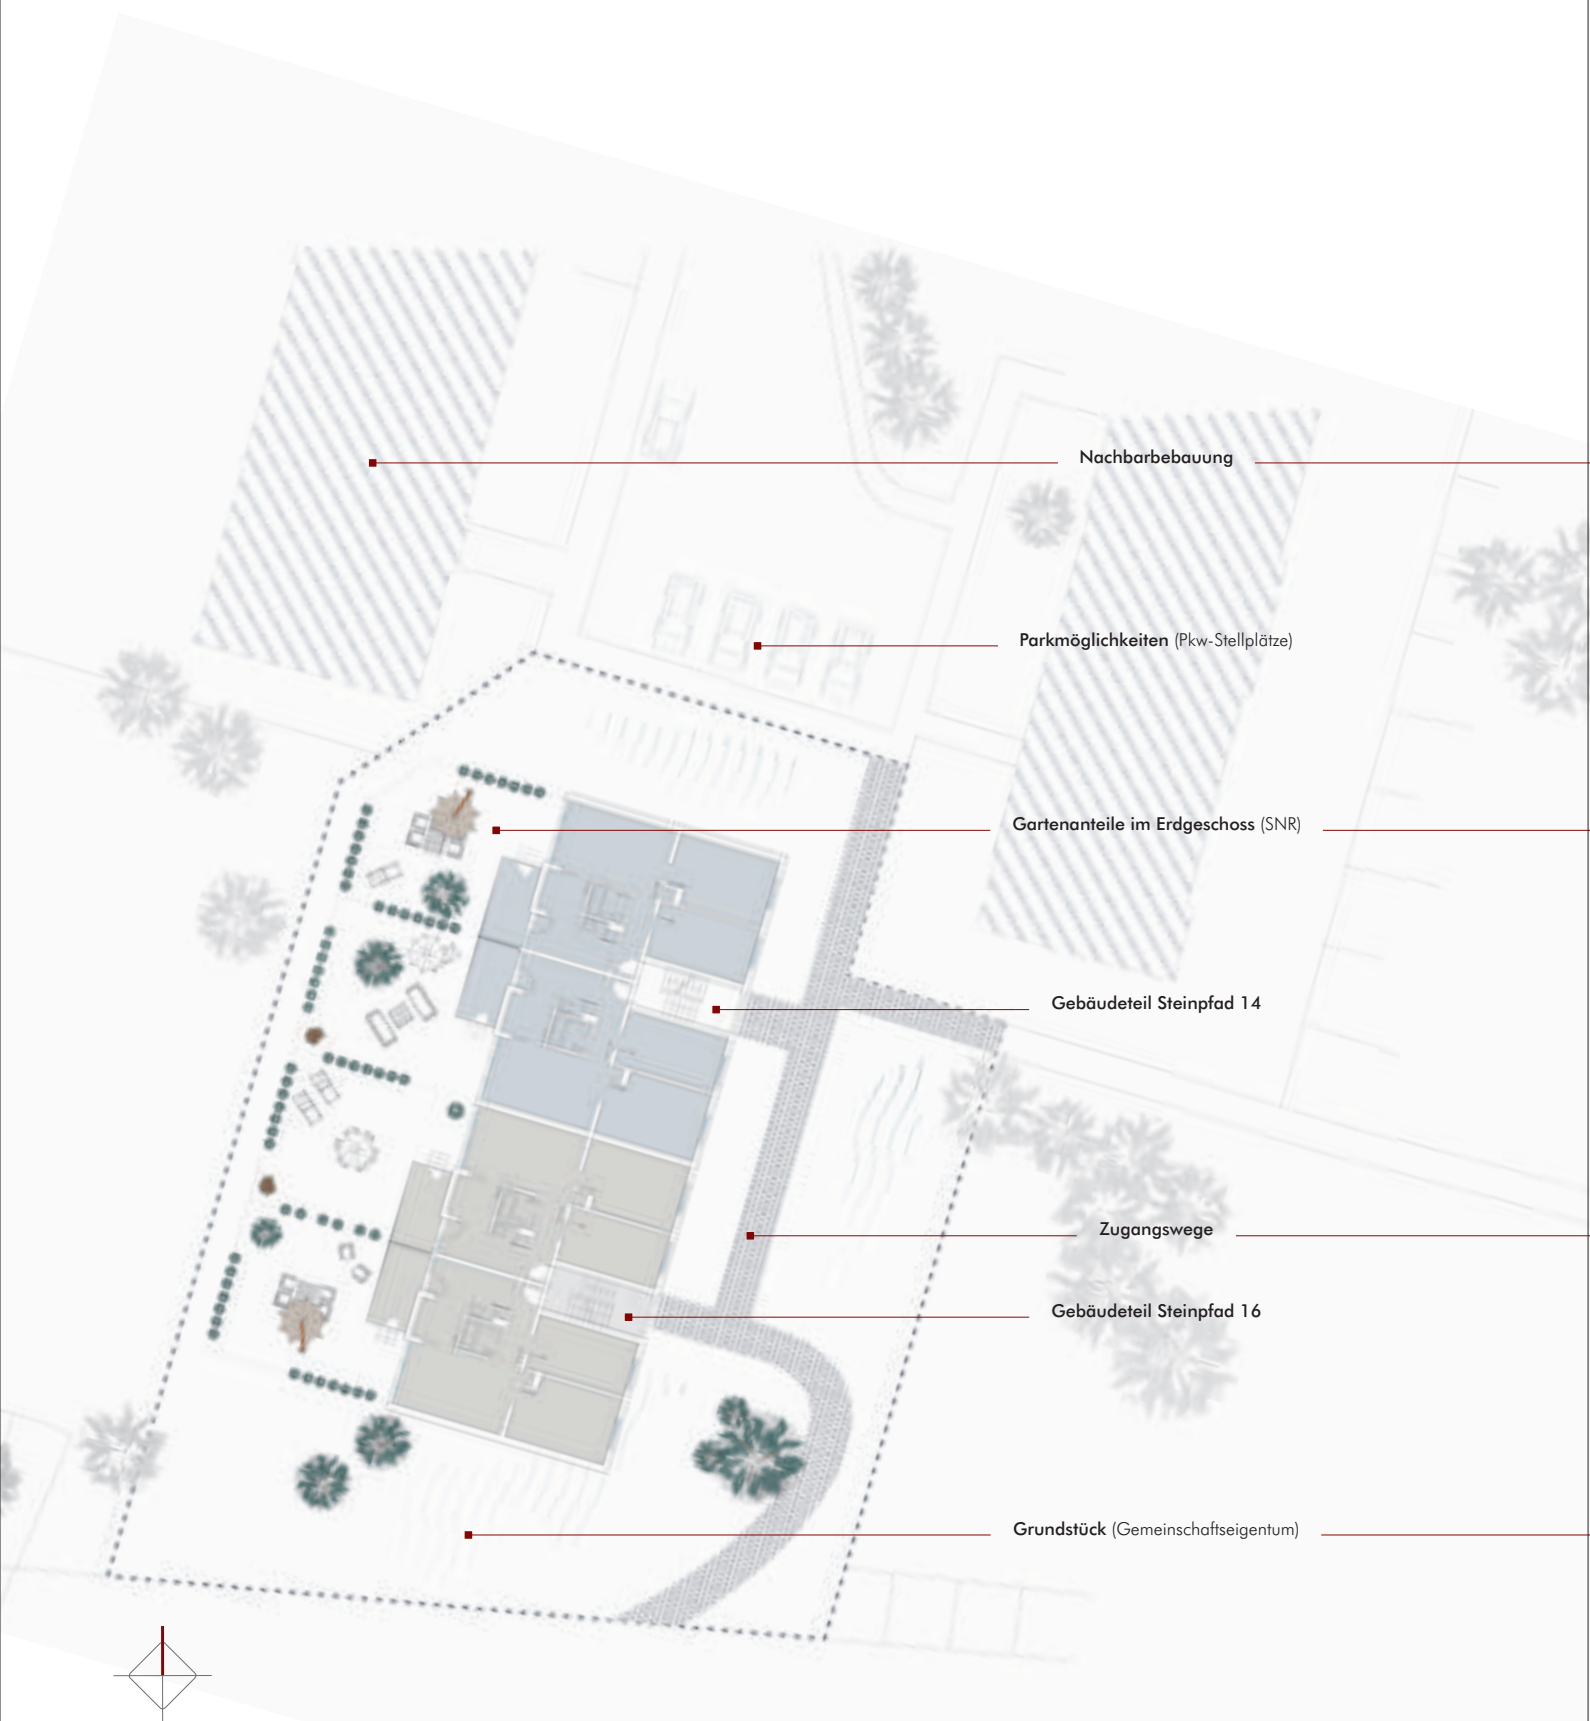 Nachbarbebauung
Parkmöglichkeiten (Pkw-Stellplätze)
Gartenanteile im Erdgeschoss (SNR)
Gebäudeteil Steinpfad 14
Zugangswege
Gebäudeteil Steinpfad 16
Grundstück (Gemeinschaftseigentum)